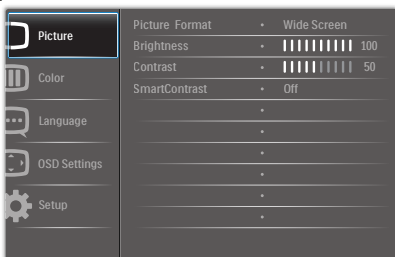 Picture
Color
Language
OSD Settings
Setup
Picture Format • Wide Screen
Brightness • 100
Contrast • 50
SmartContrast • Off
•
•
•
•
•
•